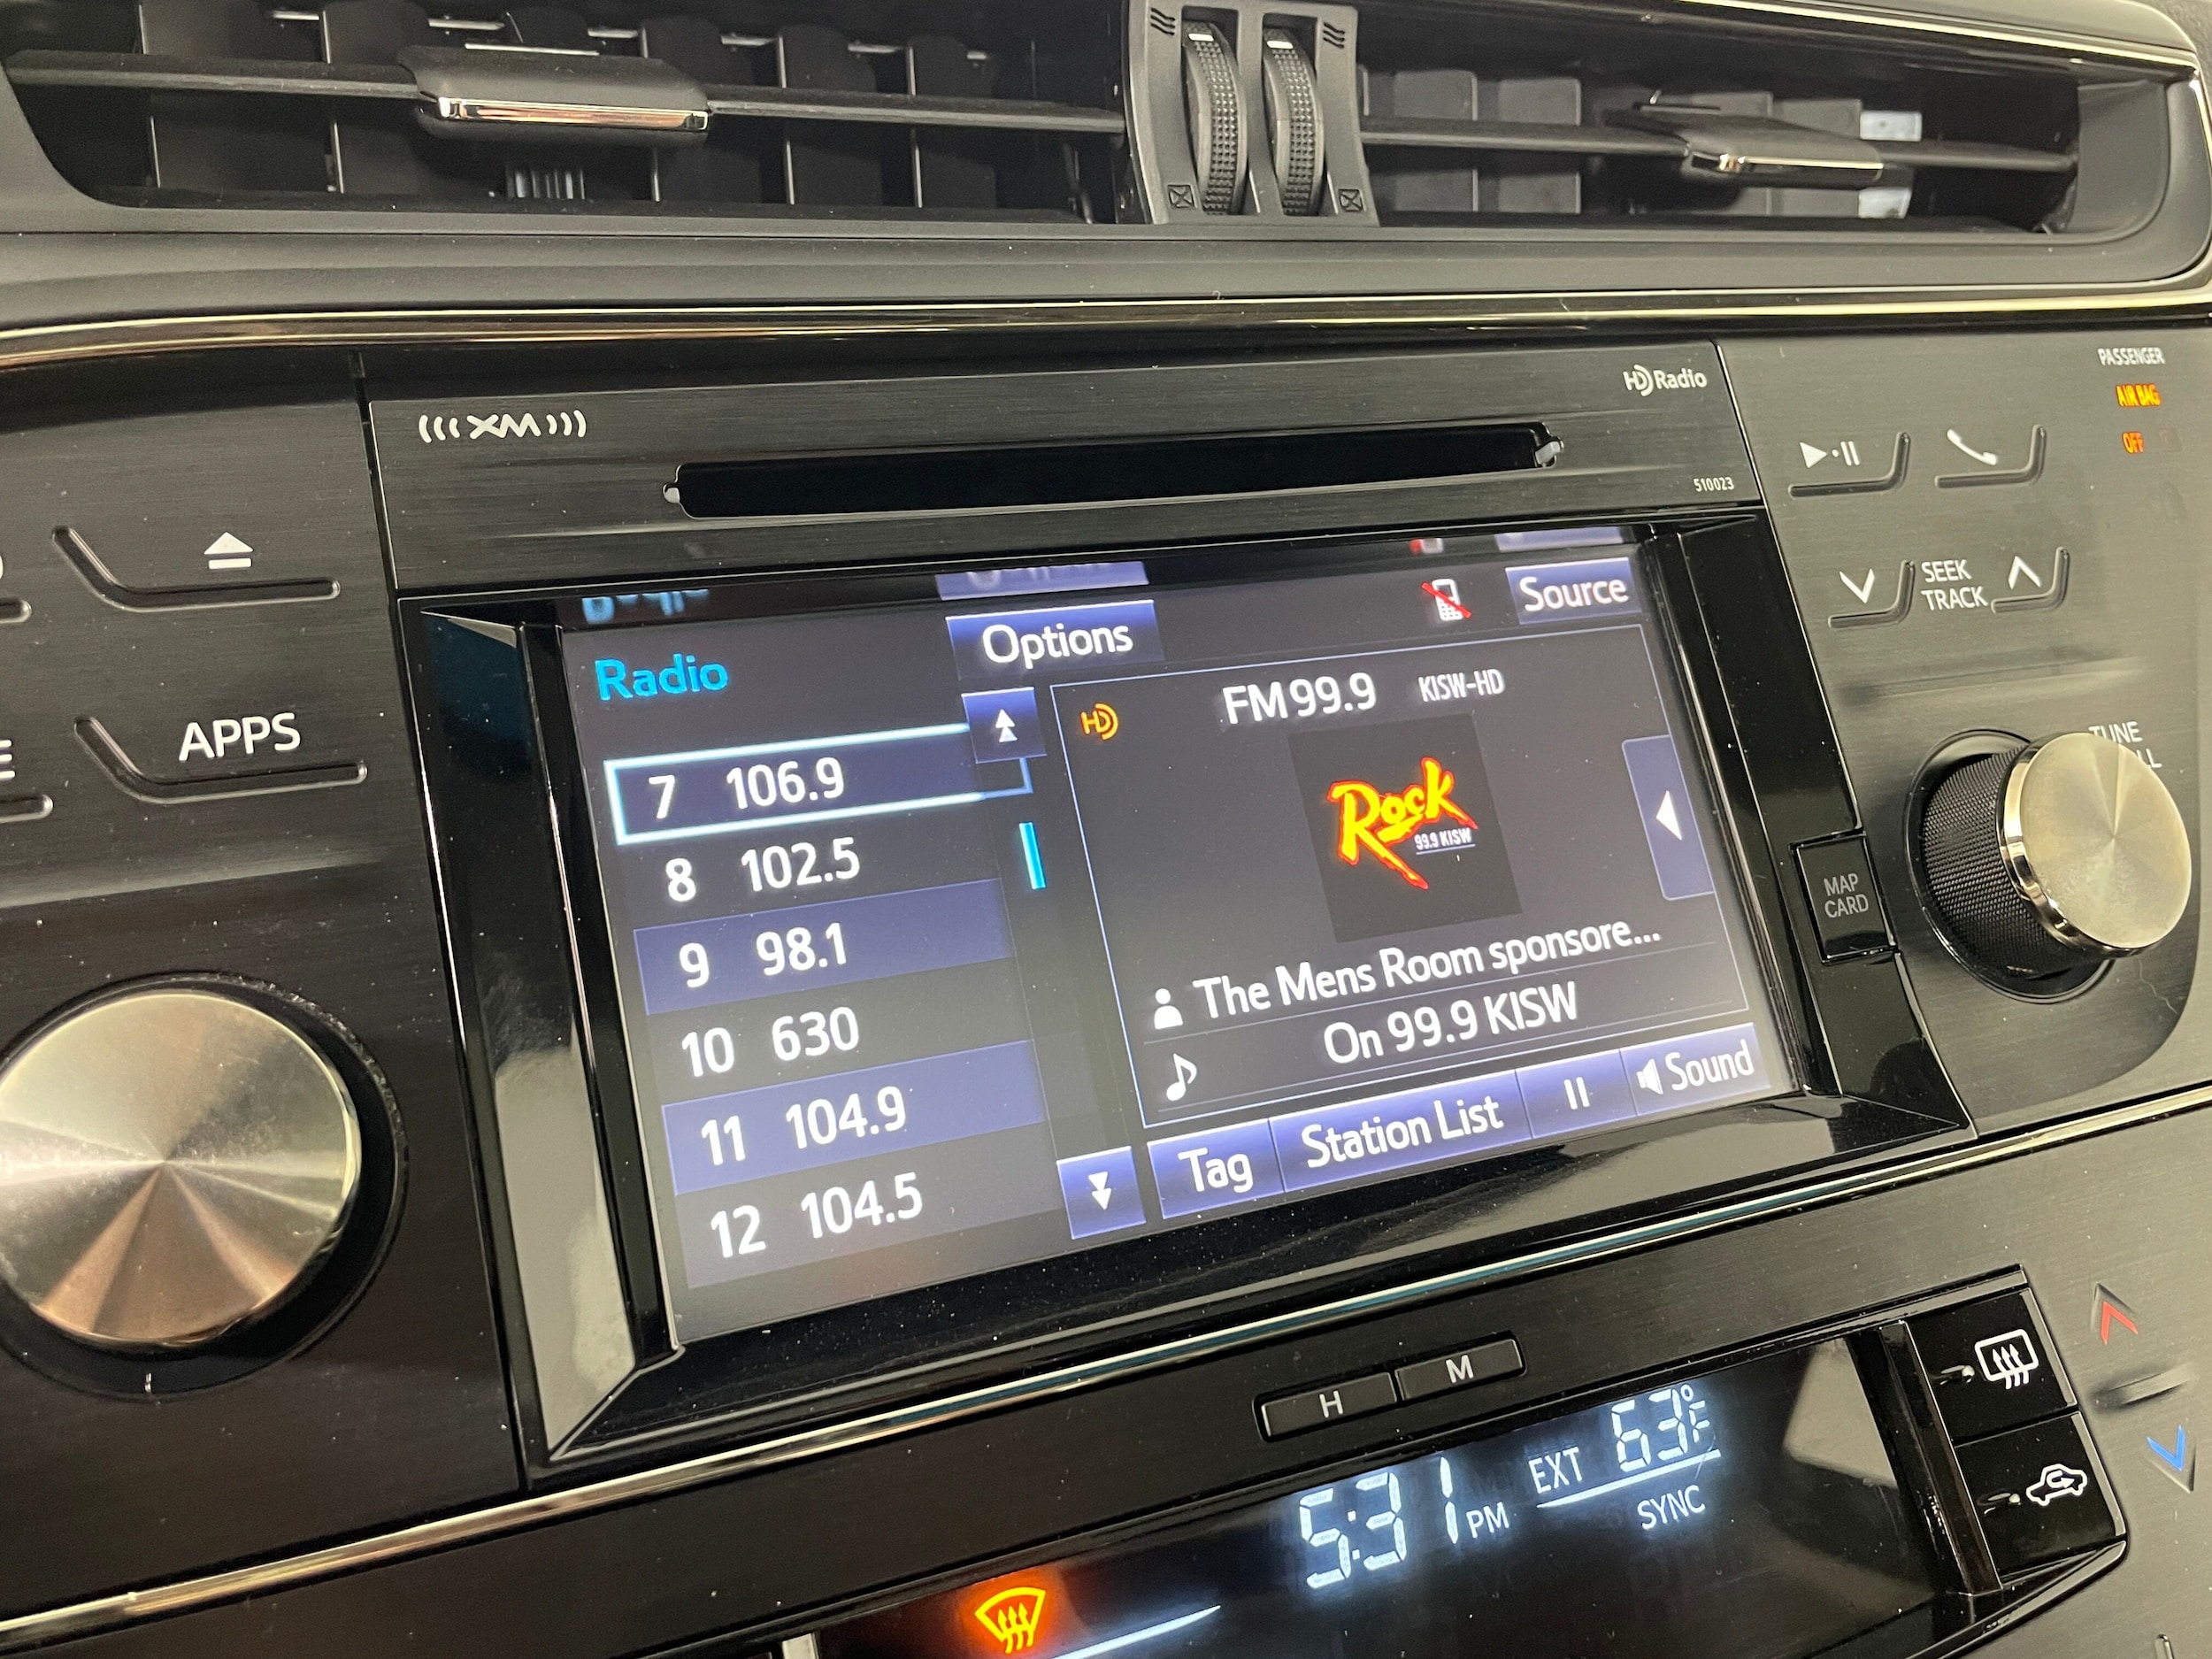 PASSENGER
AIR BAG
OFF
HD Radio
XM
510023
SEEK
TRACK
Source
Options
Radio
FM 99.9 KISW-HD
HD
APPS
TUNE
7 106.9
Rock
99.9 KISW
8 102.5
MAP
CARD
9 98.1
The Mens Room sponsore...
10 630
On 99.9 KISW
11 104.9
Tag
Station List
Sound
12 104.5
H
M
5:31 PM
EXT 63°F
SYNC